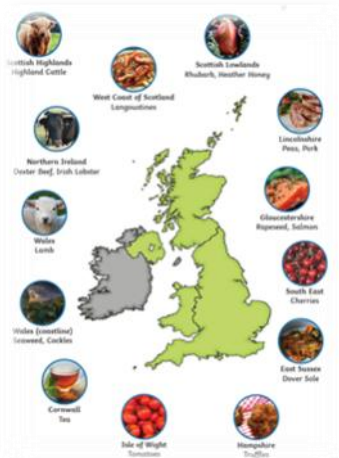 Scottish Highlands
Highland Cattle
Scottish Lowlands
Rhubarb, Heather Honey
West Coast of Scotland
Langoustines
Lincolnshire
Peas, Pork
Northern Ireland
Dexter Beef, Irish Lobster
Gloucestershire
Rapeseed, Salmon
Wales
Lamb
South East
Cherries
Wales (coastline)
Seaweed, Cockles
East Sussex
Dover Sole
Cornwall
Tea
Isle of Wight
Tomatoes
Hampshire
Truffles